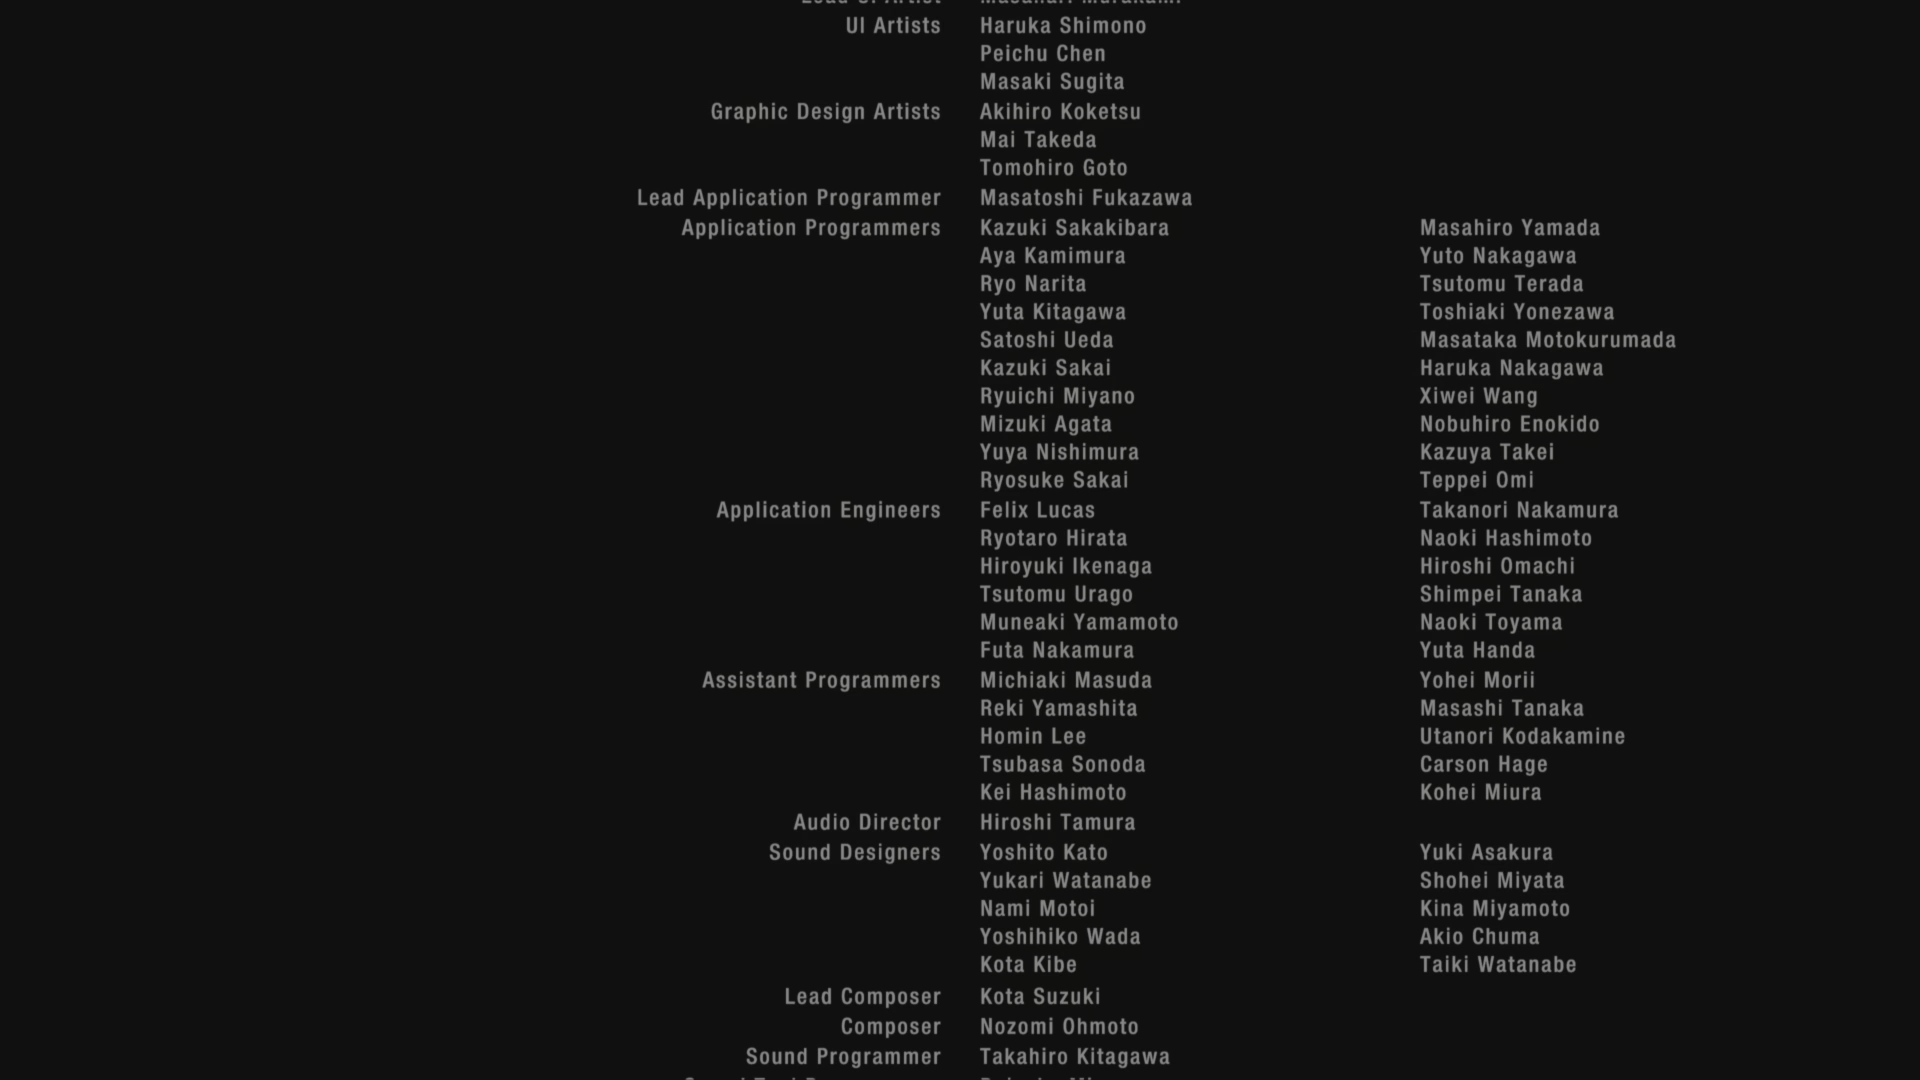 Lead UI Artist Masanari Murakami
UI Artists Haruka Shimono
Peichu Chen
Masaki Sugita
Graphic Design Artists Akihiro Koketsu
Mai Takeda
Tomohiro Goto
Lead Application Programmer Masatoshi Fukazawa
Application Programmers Kazuki Sakakibara Masahiro Yamada
Aya Kamimura Yuto Nakagawa
Ryo Narita Tsutomu Terada
Yuta Kitagawa Toshiaki Yonezawa
Satoshi Ueda Masataka Motokurumada
Kazuki Sakai Haruka Nakagawa
Ryuichi Miyano Xiwei Wang
Mizuki Agata Nobuhiro Enokido
Yuya Nishimura Kazuya Takei
Ryosuke Sakai Teppei Omi
Application Engineers Felix Lucas Takanori Nakamura
Ryotaro Hirata Naoki Hashimoto
Hiroyuki Ikenaga Hiroshi Omachi
Tsutomu Urago Shimpei Tanaka
Muneaki Yamamoto Naoki Toyama
Futa Nakamura Yuta Handa
Assistant Programmers Michiaki Masuda Yohei Morii
Reki Yamashita Masashi Tanaka
Homin Lee Utanori Kodakamine
Tsubasa Sonoda Carson Hage
Kei Hashimoto Kohei Miura
Audio Director Hiroshi Tamura
Sound Designers Yoshito Kato Yuki Asakura
Yukari Watanabe Shohei Miyata
Nami Motoi Kina Miyamoto
Yoshihiko Wada Akio Chuma
Kota Kibe Taiki Watanabe
Lead Composer Kota Suzuki
Composer Nozomi Ohmoto
Sound Programmer Takahiro Kitagawa